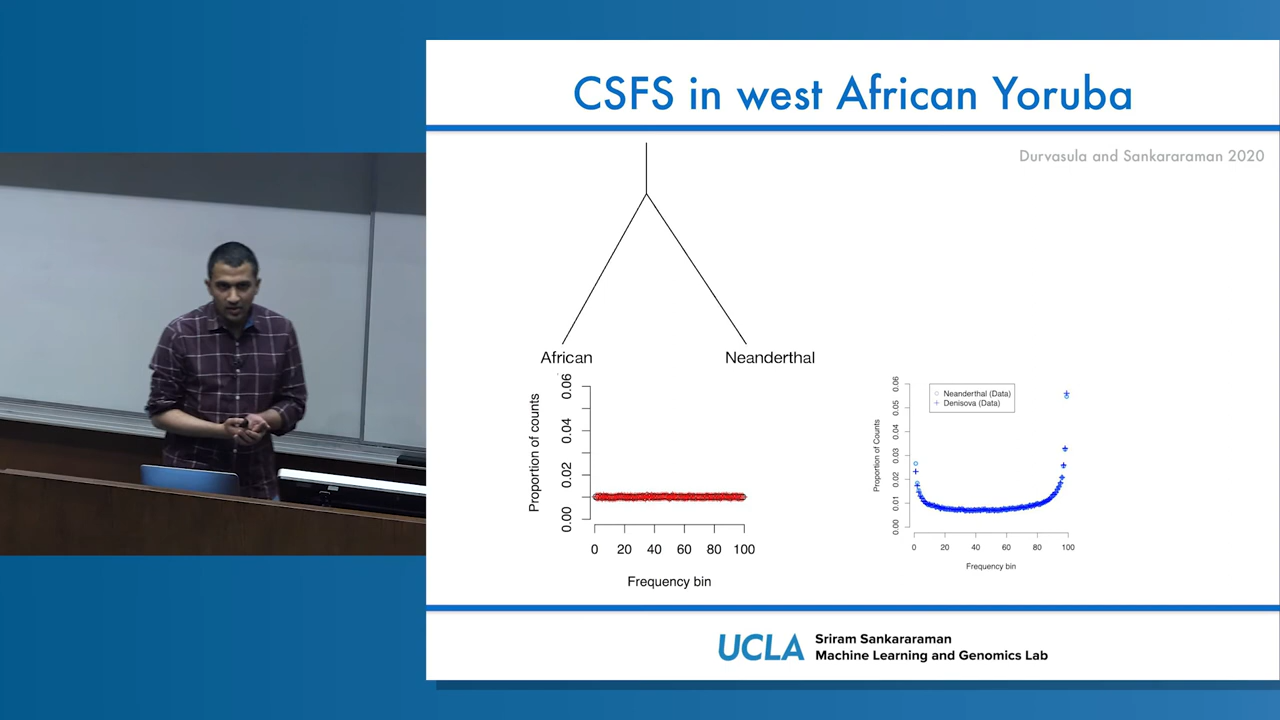 CSFS in west African Yoruba
Durvasula and Sankararaman 2020
African
Neanderthal
Proportion of counts
0.06
0.04
0.02
0.00
0
20
40
60
80
100
Frequency bin
Neanderthal (Data)
Denisova (Data)
Proportion of Counts
0.06
0.05
0.04
0.03
0.02
0.01
0.00
0
20
40
60
80
100
Frequency bin
UCLA
Sriram Sankararaman
Machine Learning and Genomics Lab